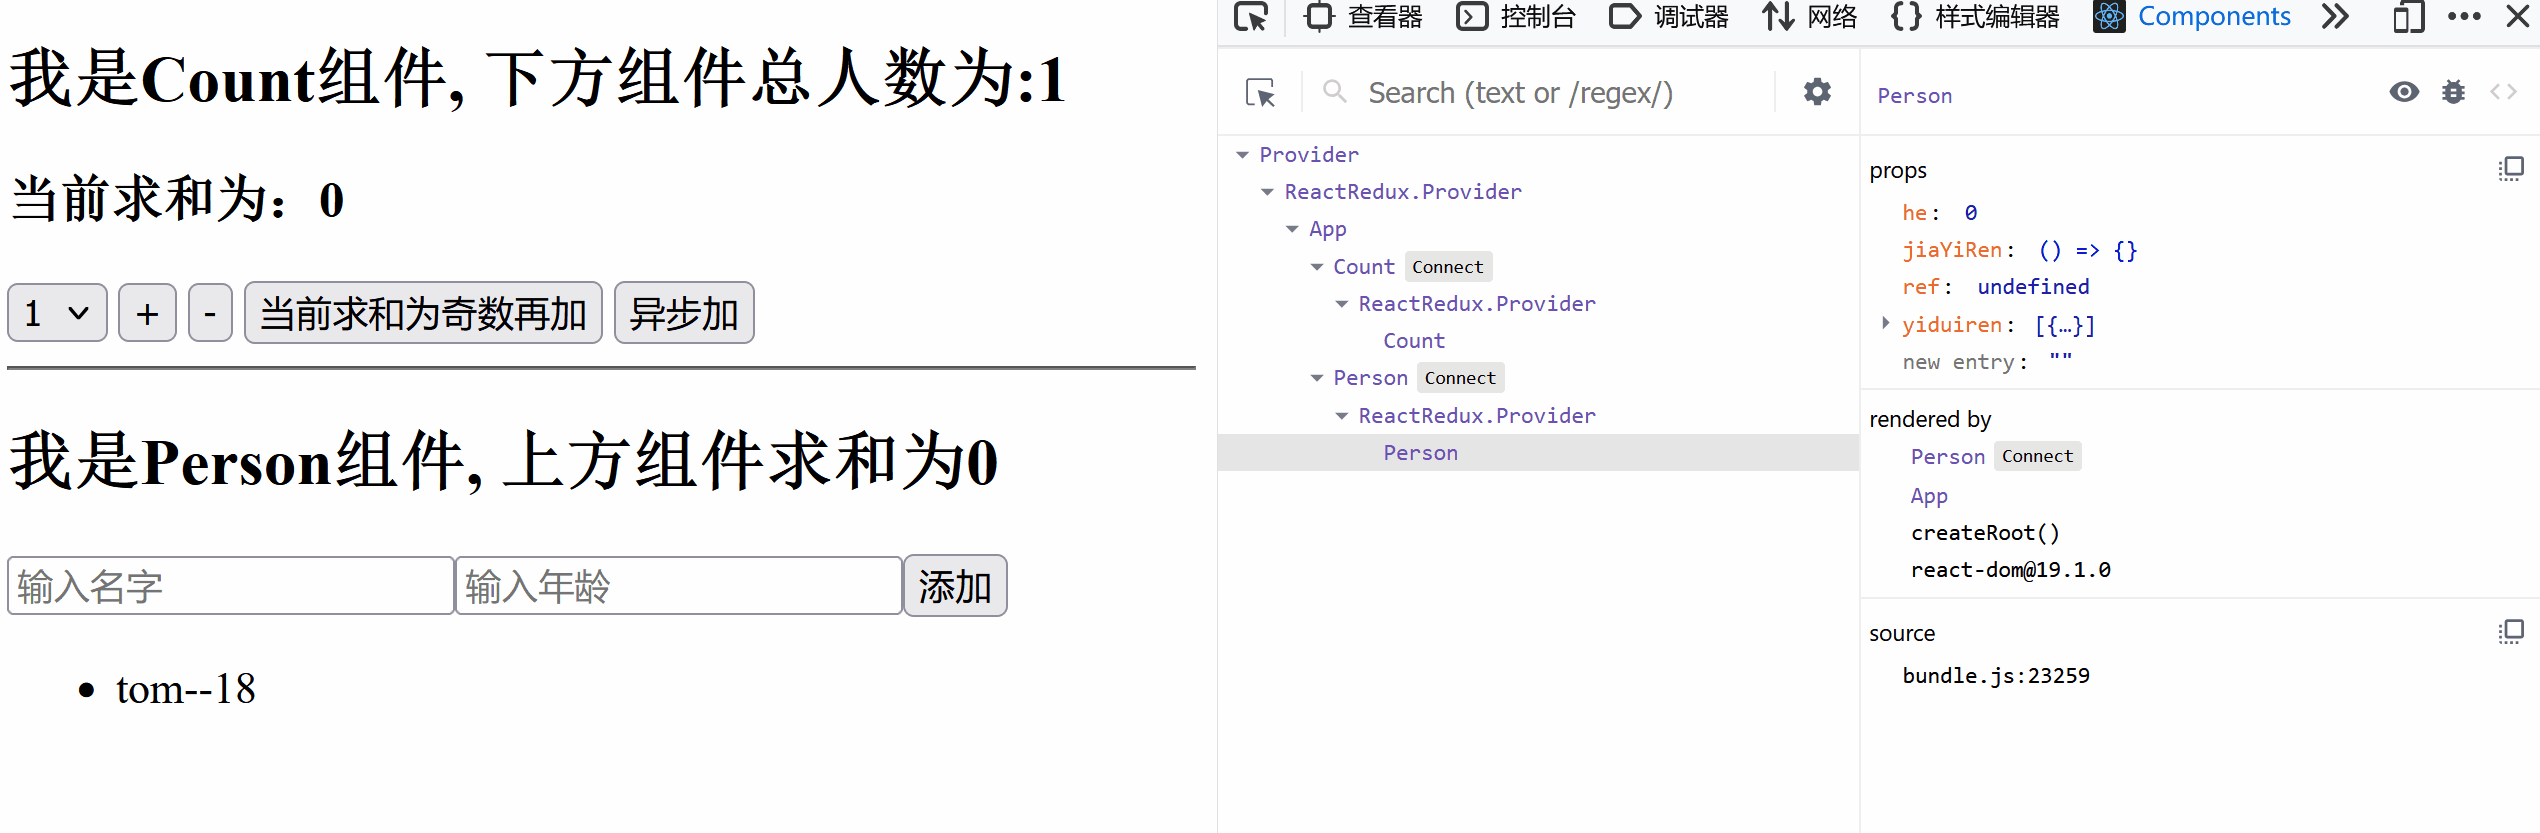 我是Count组件, 下方组件总人数为:1
当前求和为：0
1 + - 当前求和为奇数再加 异步加
我是Person组件, 上方组件求和为0
输入名字 输入年龄 添加
tom--18
查看器 控制台 调试器 网络 {} 样式编辑器 Components
Search (text or /regex/)
Provider
ReactRedux.Provider
App
Count Connect
ReactRedux.Provider
Count
Person Connect
ReactRedux.Provider
Person
Person
props
he: 0
jiaYiRen: () => {}
ref: undefined
yiduiren: [{…}]
new entry: ""
rendered by
Person Connect
App
createRoot()
react-dom@19.1.0
source
bundle.js:23259